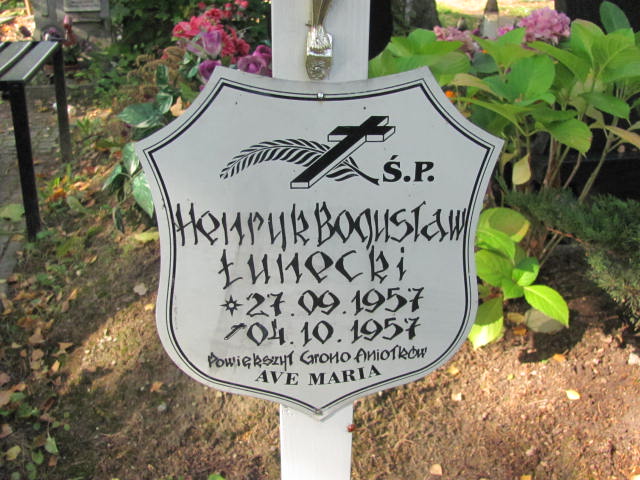 Ś.P.
Henryk Bogusław
Łunecki
* 27.09.1957
† 04.10.1957
Powiększył Grono Aniołków
AVE MARIA